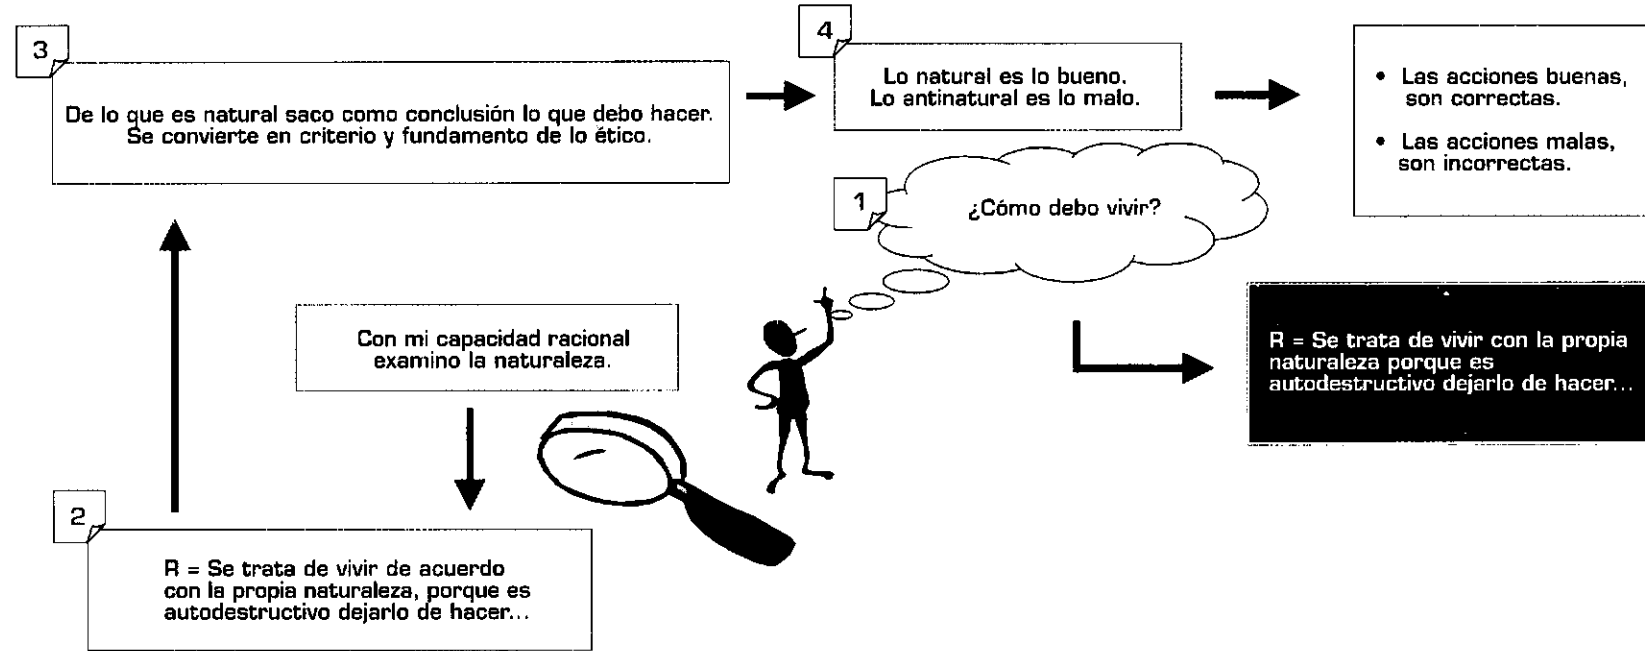 3
De lo que es natural saco como conclusión lo que debo hacer.
Se convierte en criterio y fundamento de lo ético.
4
Lo natural es lo bueno.
Lo antinatural es lo malo.
• Las acciones buenas,
son correctas.
• Las acciones malas,
son incorrectas.
1
¿Cómo debo vivir?
Con mi capacidad racional
examino la naturaleza.
R = Se trata de vivir con la propia
naturaleza porque es
autodestructivo dejarlo de hacer...
2
R = Se trata de vivir de acuerdo
con la propia naturaleza, porque es
autodestructivo dejarlo de hacer...